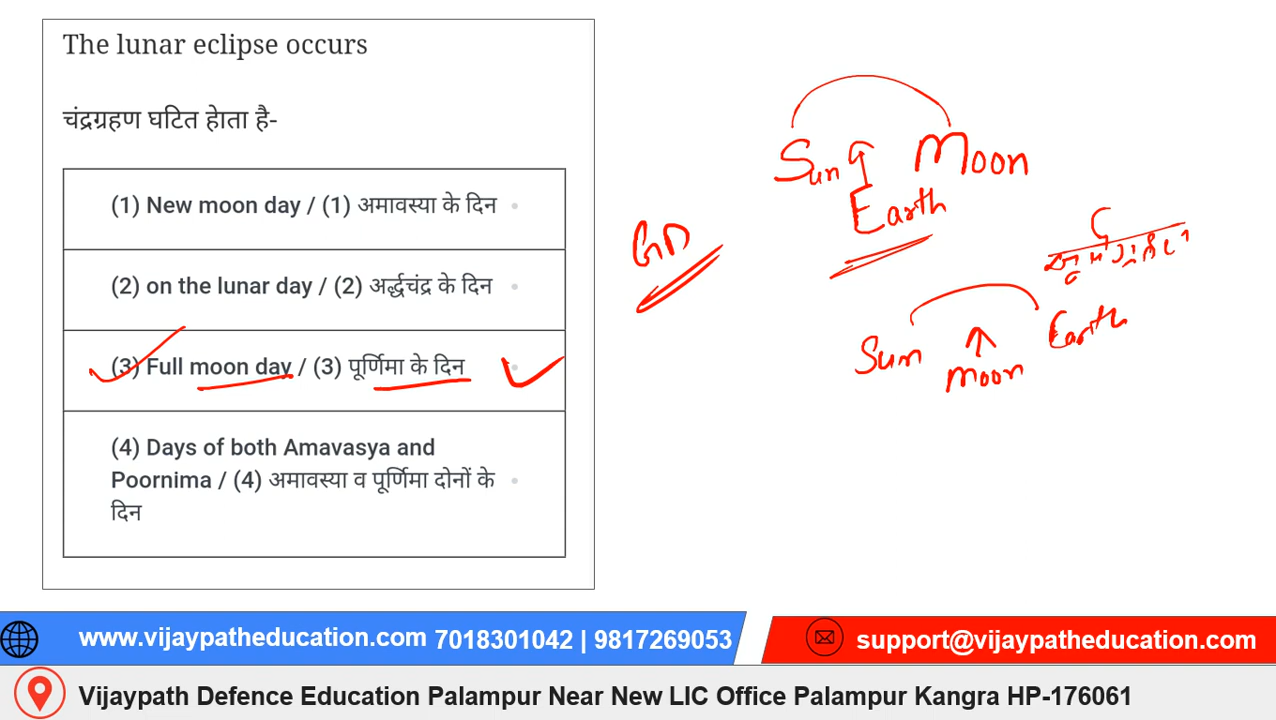 The lunar eclipse occurs
चंद्रग्रहण घटित हेाता है-
(1) New moon day / (1) अमावस्या के दिन
(2) on the lunar day / (2) अर्द्धचंद्र के दिन
(3) Full moon day / (3) पूर्णिमा के दिन
(4) Days of both Amavasya and
Poornima / (4) अमावस्या व पूर्णिमा दोनों के
दिन
Sun Moon
Earth
Sun Earth
moon
www.vijaypatheducation.com 7018301042 | 9817269053
support@vijaypatheducation.com
Vijaypath Defence Education Palampur Near New LIC Office Palampur Kangra HP-176061